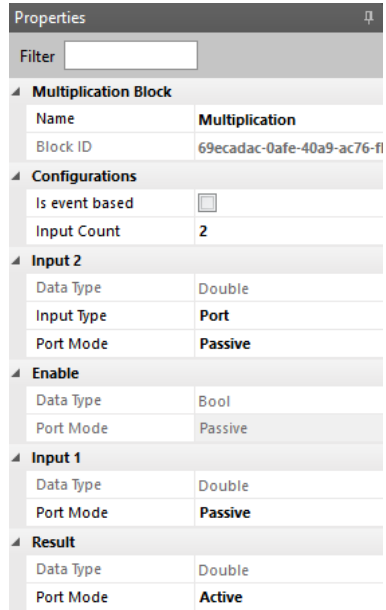 Properties
Filter
Multiplication Block
Name Multiplication
Block ID 69ecadac-0afe-40a9-ac76-f
Configurations
Is event based
Input Count 2
Input 2
Data Type Double
Input Type Port
Port Mode Passive
Enable
Data Type Bool
Port Mode Passive
Input 1
Data Type Double
Port Mode Passive
Result
Data Type Double
Port Mode Active